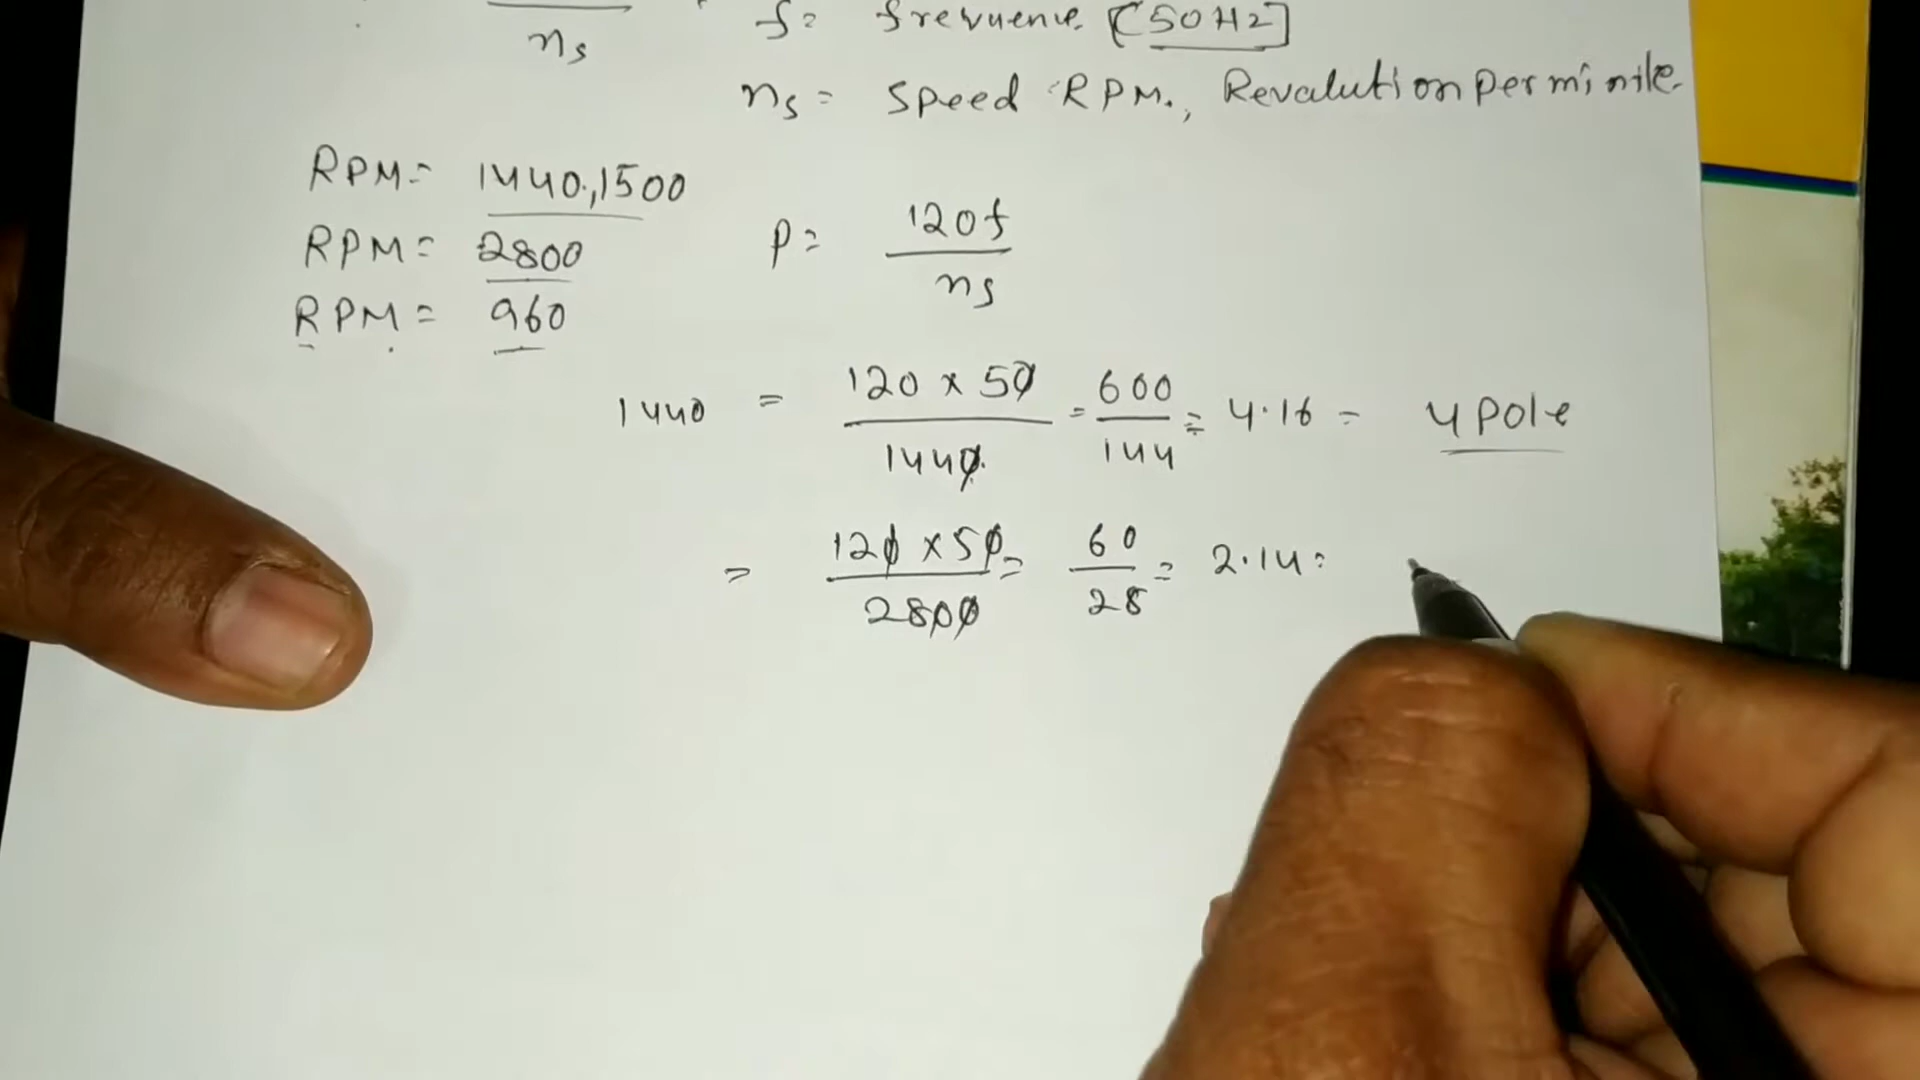 ns
f= frequence. [50Hz]
ns= Speed RPM., Revalution per minite.
RPM= 1440,1500
RPM= 2800
RPM= 960
P= 120f/ns
1440 = 120 x 50/1440 = 600/144 = 4.16 = 4 pole
= 120 x 50/2800 = 60/28 = 2.14=